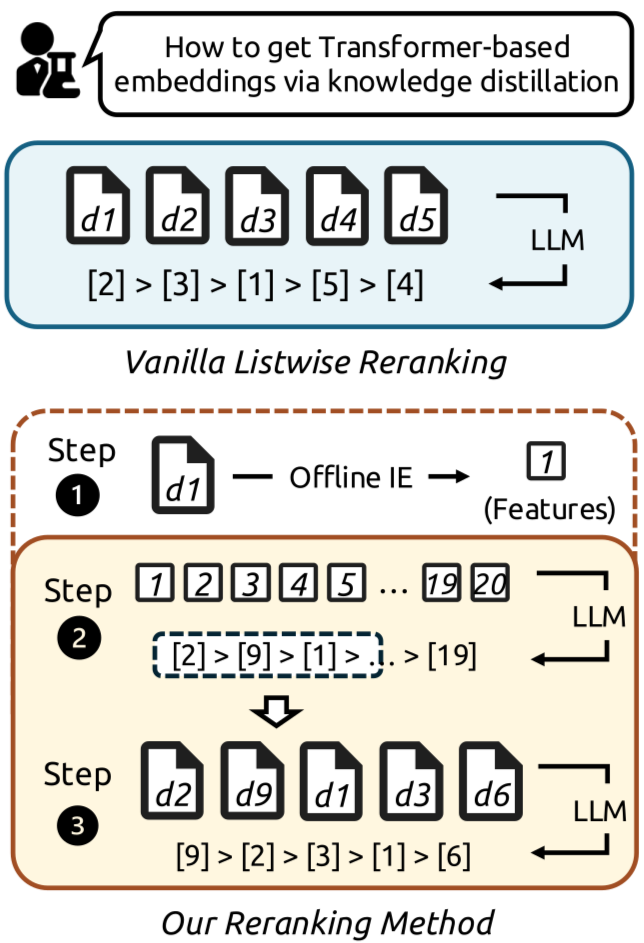 How to get Transformer-based
embeddings via knowledge distillation
d1 d2 d3 d4 d5
LLM
[2] > [3] > [1] > [5] > [4]
Vanilla Listwise Reranking
Step
1
d1
Offline IE
1
(Features)
Step
2
1 2 3 4 5 ... 19 20
LLM
[2] > [9] > [1] > ... > [19]
Step
3
d2 d9 d1 d3 d6
LLM
[9] > [2] > [3] > [1] > [6]
Our Reranking Method